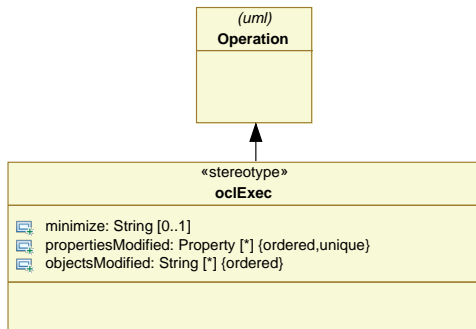 (uml)
Operation
«stereotype»
oclExec
minimize: String [0..1]
propertiesModified: Property [*] {ordered,unique}
objectsModified: String [*] {ordered}